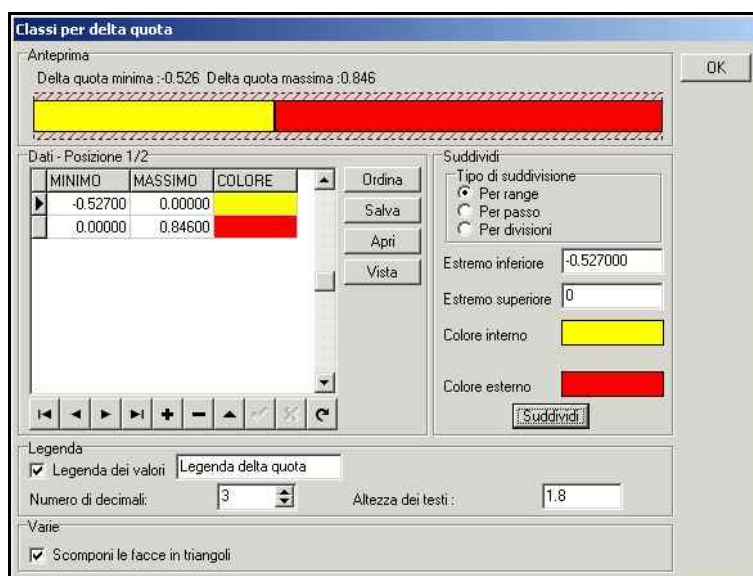 Classi per delta quota
Anteprima
Delta quota minima :-0.526 Delta quota massima :0.846
OK
Dati - Posizione 1/2
MINIMO MASSIMO COLORE
-0.52700 0.00000
0.00000 0.84600
Ordina
Salva
Apri
Vista
Suddividi
Tipo di suddivisione
Per range
Per passo
Per divisioni
Estremo inferiore -0.527000
Estremo superiore 0
Colore interno
Colore esterno
Suddividi
Legenda
Legenda dei valori Legenda delta quota
Numero di decimali: 3 Altezza dei testi : 1.8
Varie
Scomponi le facce in triangoli